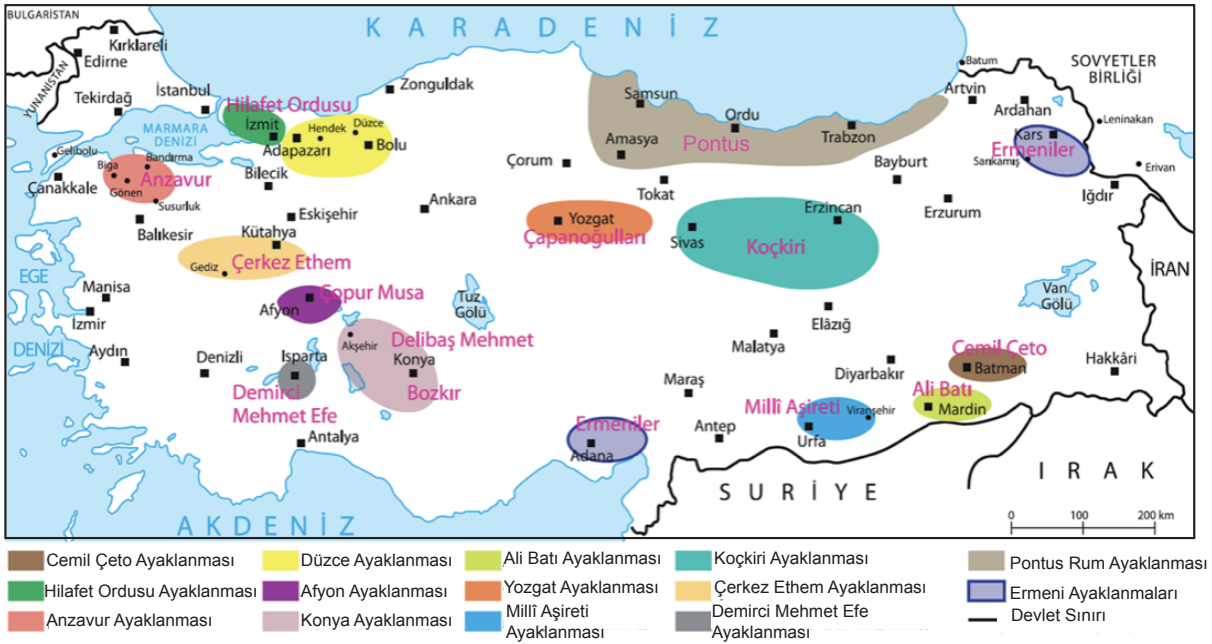 BULGARİSTAN
KARADENİZ
Kırklareli
Edirne
YUNANİSTAN
Tekirdağ
İstanbul
Zonguldak
Batum
SOVYETLER
BİRLİĞİ
Artvin
Ardahan
Samsun
Hilafet Ordusu
İzmit
Hendek
Düzce
Adapazarı
Bolu
MARMARA
DENİZİ
Ordu
Trabzon
Amasya
Pontus
Leninakan
Kars
Ermeniler
Sarıkamış
Erivan
Gelibolu
Bandırma
Biga
Anzavur
Çanakkale
Gönen
Susurluk
Bilecik
Çorum
Bayburt
Tokat
Iğdır
Ankara
Erzurum
Balıkesir
Eskişehir
Kütahya
Yozgat
Çapanoğulları
Erzincan
Sivas
Koçkiri
İRAN
Gediz
Çerkez Ethem
EGE
DENİZİ
Manisa
İzmir
Çopur Musa
Afyon
Tuz
Gölü
Van
Gölü
Elâzığ
Akşehir
Delibaş Mehmet
Malatya
Aydın
Denizli
Isparta
Konya
Cemil Çeto
Batman
Hakkâri
Diyarbakır
Demirci
Mehmet Efe
Bozkır
Maraş
Ali Batı
Mardin
Millî Aşireti
Viranşehir
Urfa
Ermeniler
Adana
Antep
Antalya
SURİYE
IRAK
AKDENİZ
0 100 200 km
Cemil Çeto Ayaklanması
Düzce Ayaklanması
Ali Batı Ayaklanması
Koçkiri Ayaklanması
Pontus Rum Ayaklanması
Hilafet Ordusu Ayaklanması
Afyon Ayaklanması
Yozgat Ayaklanması
Çerkez Ethem Ayaklanması
Ermeni Ayaklanmaları
Anzavur Ayaklanması
Konya Ayaklanması
Millî Aşireti
Ayaklanması
Demirci Mehmet Efe
Ayaklanması
Devlet Sınırı